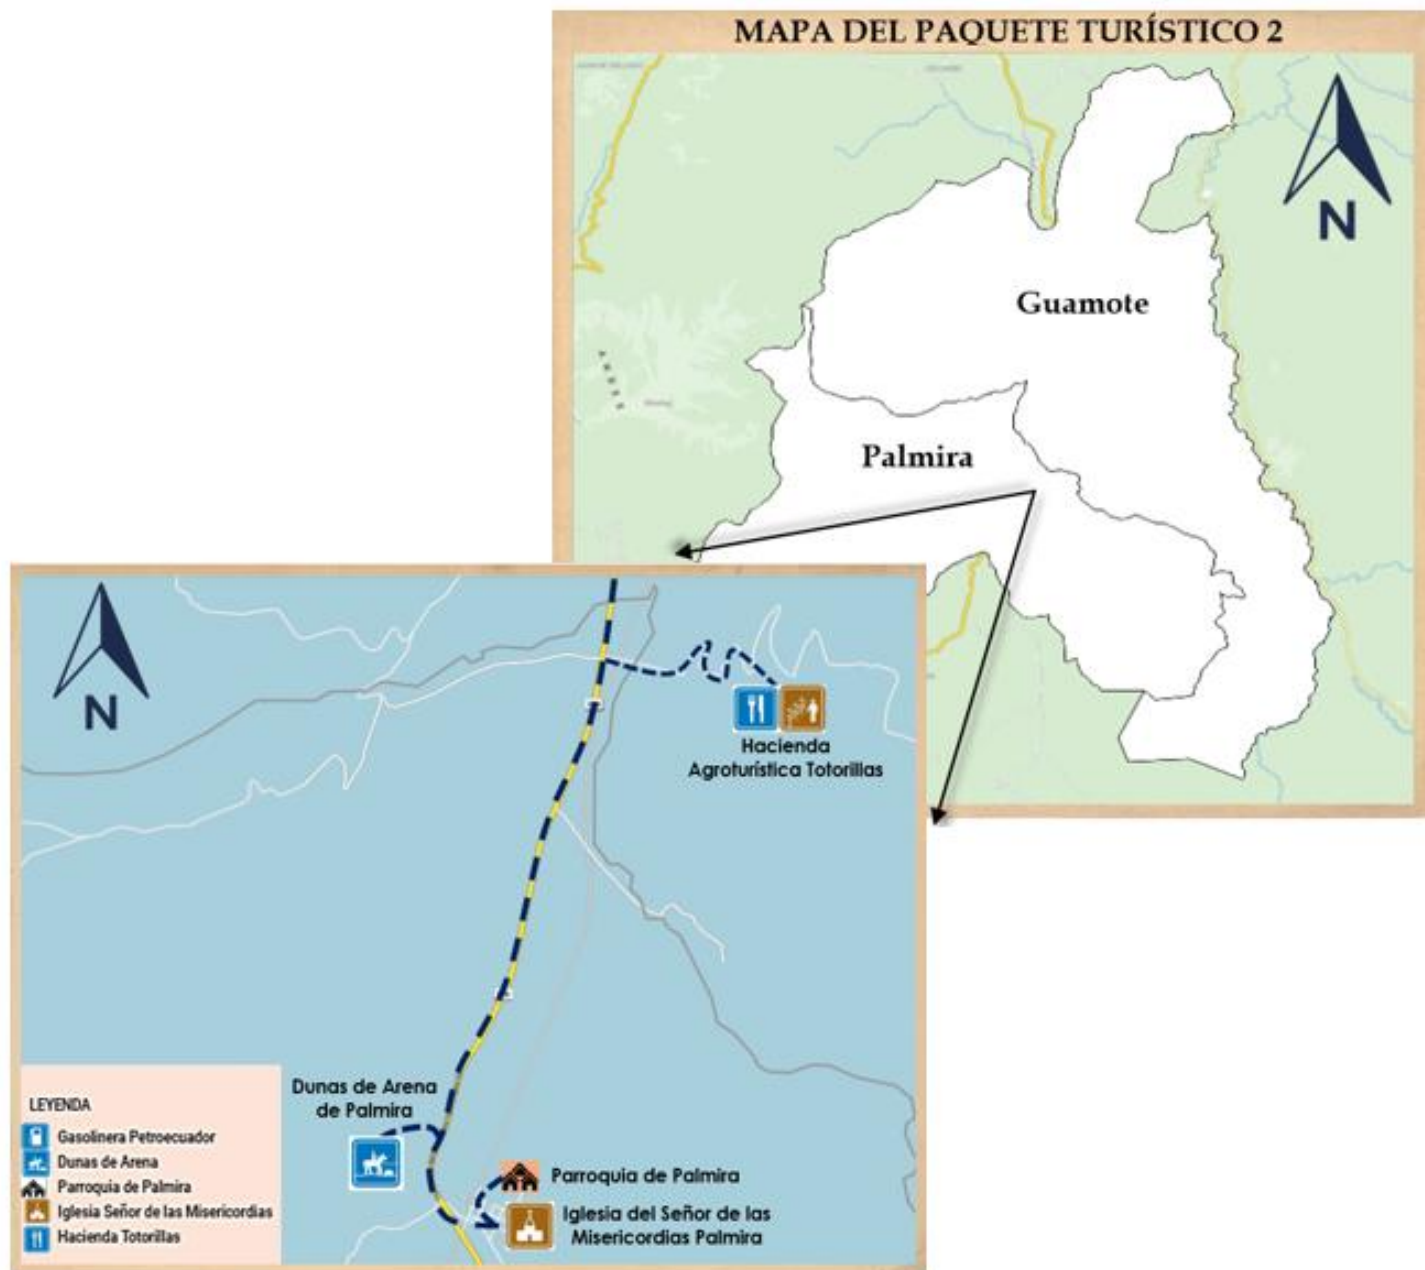 MAPA DEL PAQUETE TURÍSTICO 2
N
Guamote
Palmira
N
Hacienda
Agroturística Totorillas
Dunas de Arena
de Palmira
Parroquia de Palmira
Iglesia del Señor de las
Misericordias Palmira
LEYENDA
Gasolinera Petroecuador
Dunas de Arena
Parroquia de Palmira
Iglesia Señor de las Misericordias
Hacienda Totorillas